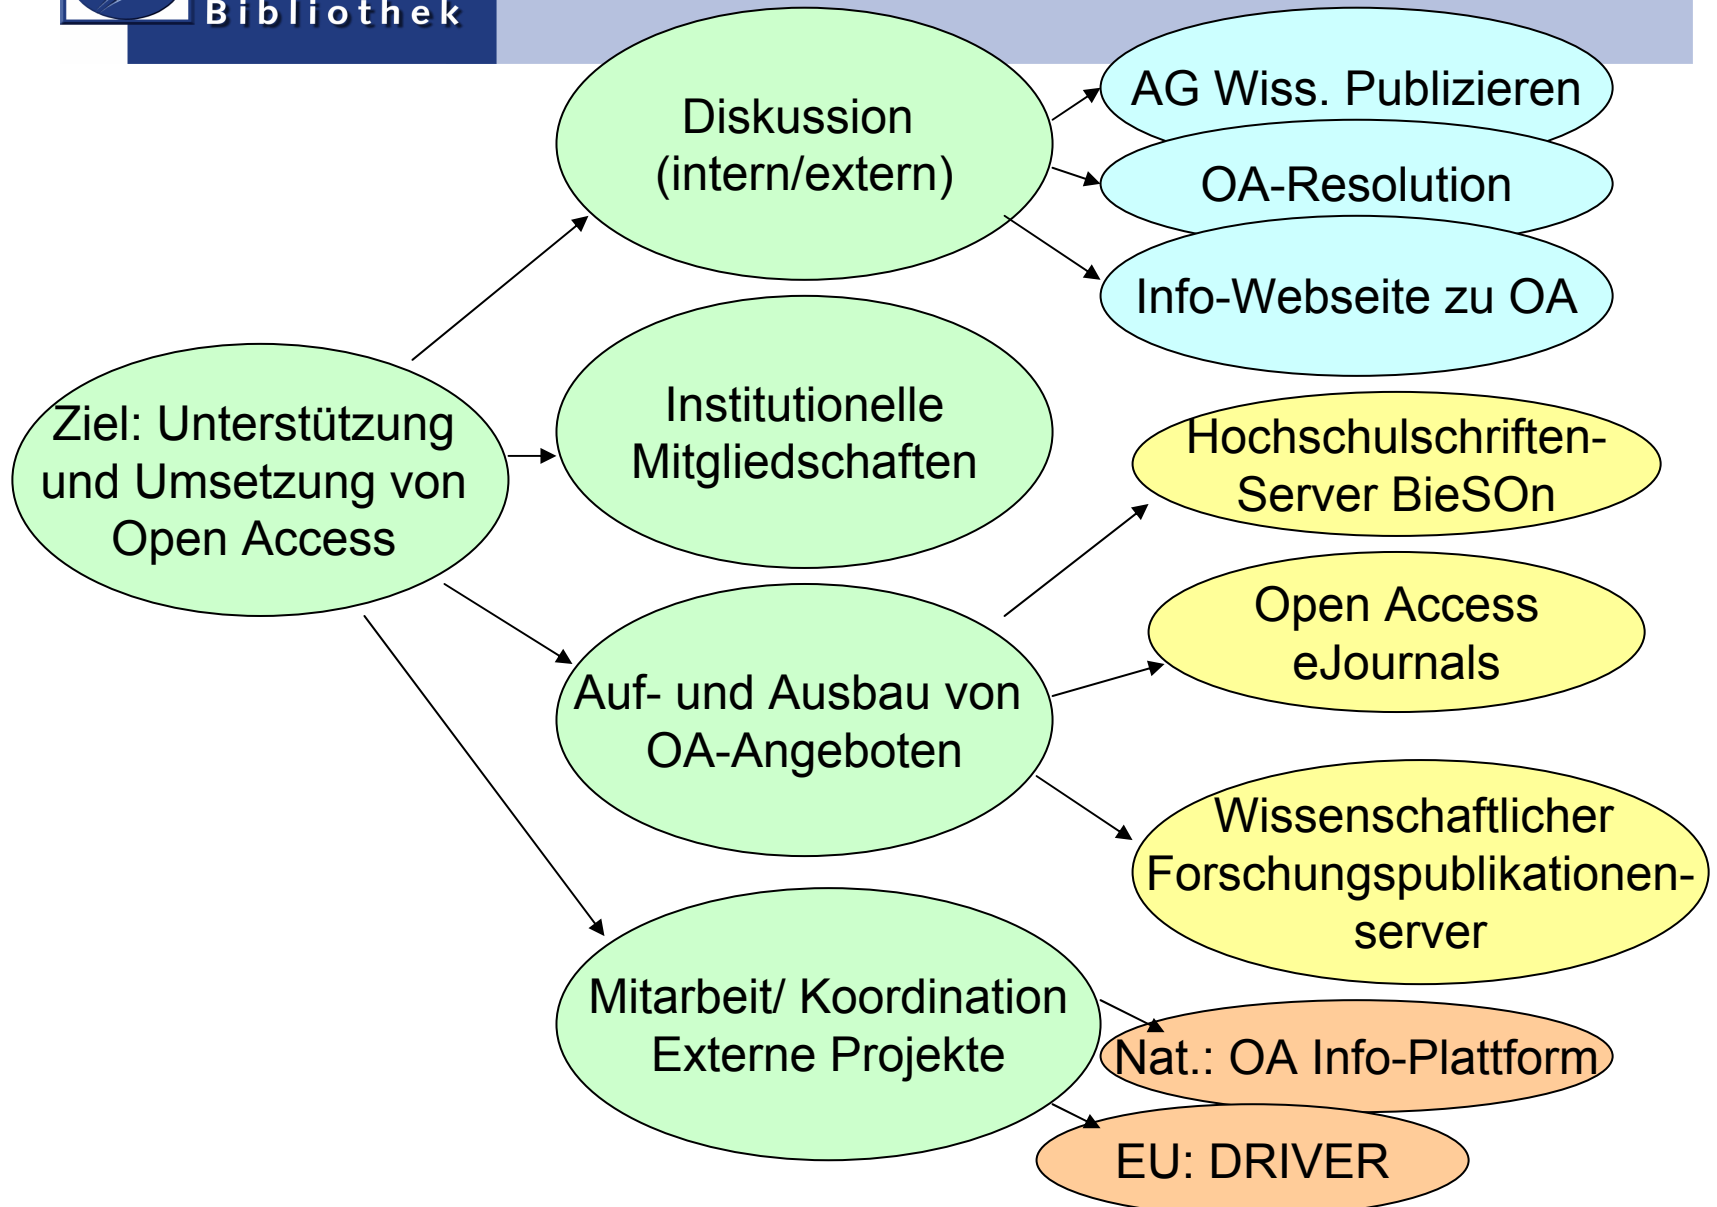 Bibliothek
Diskussion
(intern/extern)
AG Wiss. Publizieren
OA-Resolution
Info-Webseite zu OA
Ziel: Unterstützung
und Umsetzung von
Open Access
Institutionelle
Mitgliedschaften
Auf- und Ausbau von
OA-Angeboten
Hochschulschriften-
Server BieSOn
Open Access
eJournals
Wissenschaftlicher
Forschungspublikationen-
server
Mitarbeit/ Koordination
Externe Projekte
Nat.: OA Info-Plattform
EU: DRIVER